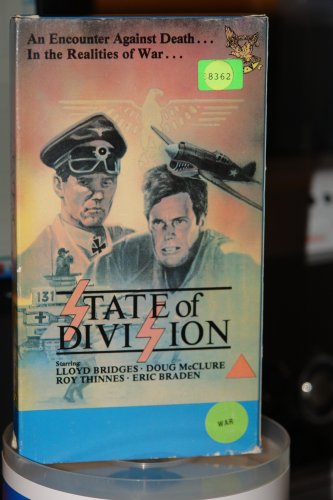 An Encounter Against Death...
In the Realities of War...
8362
131
STATE of
DIVISION
Starring:
LLOYD BRIDGES · DOUG McCLURE
ROY THINNES · ERIC BRADEN
WAR